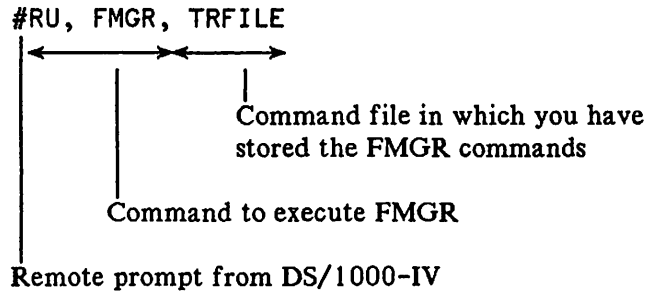 #RU, FMGR, TRFILE
Command file in which you have
stored the FMGR commands
Command to execute FMGR
Remote prompt from DS/1000-IV